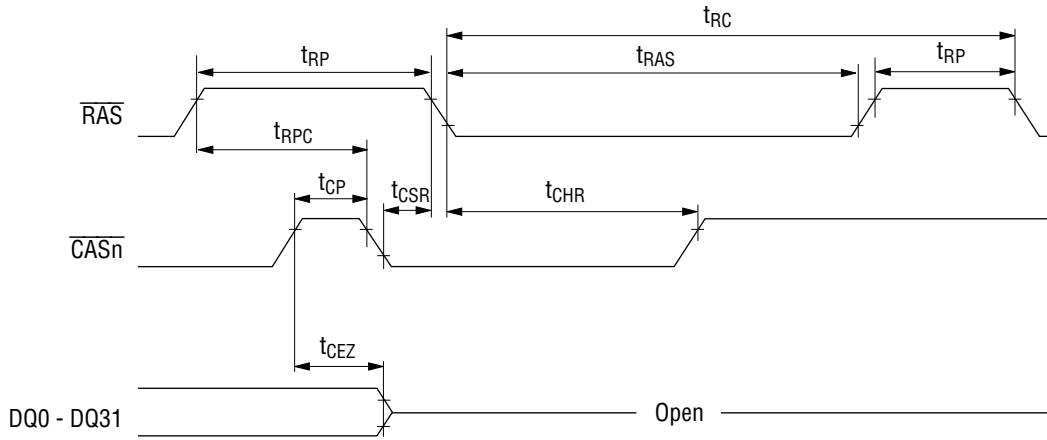 tRC
tRP
tRAS
tRP
RAS
tRPC
tCP
tCSR
tCHR
CASn
tCEZ
DQ0 - DQ31
Open